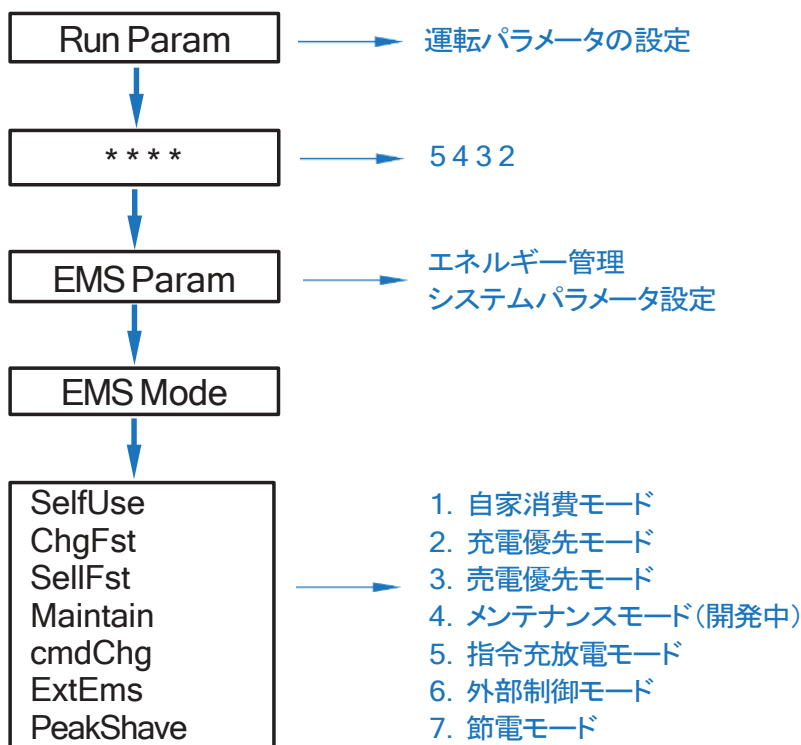 Run Param
運転パラメータの設定
****
5432
EMS Param
エネルギー管理
システムパラメータ設定
EMS Mode
SelfUse
1. 自家消費モード
ChgFst
2. 充電優先モード
SellFst
3. 売電優先モード
Maintain
4. メンテナンスモード(開発中)
cmdChg
5. 指令充放電モード
ExtEms
6. 外部制御モード
PeakShave
7. 節電モード